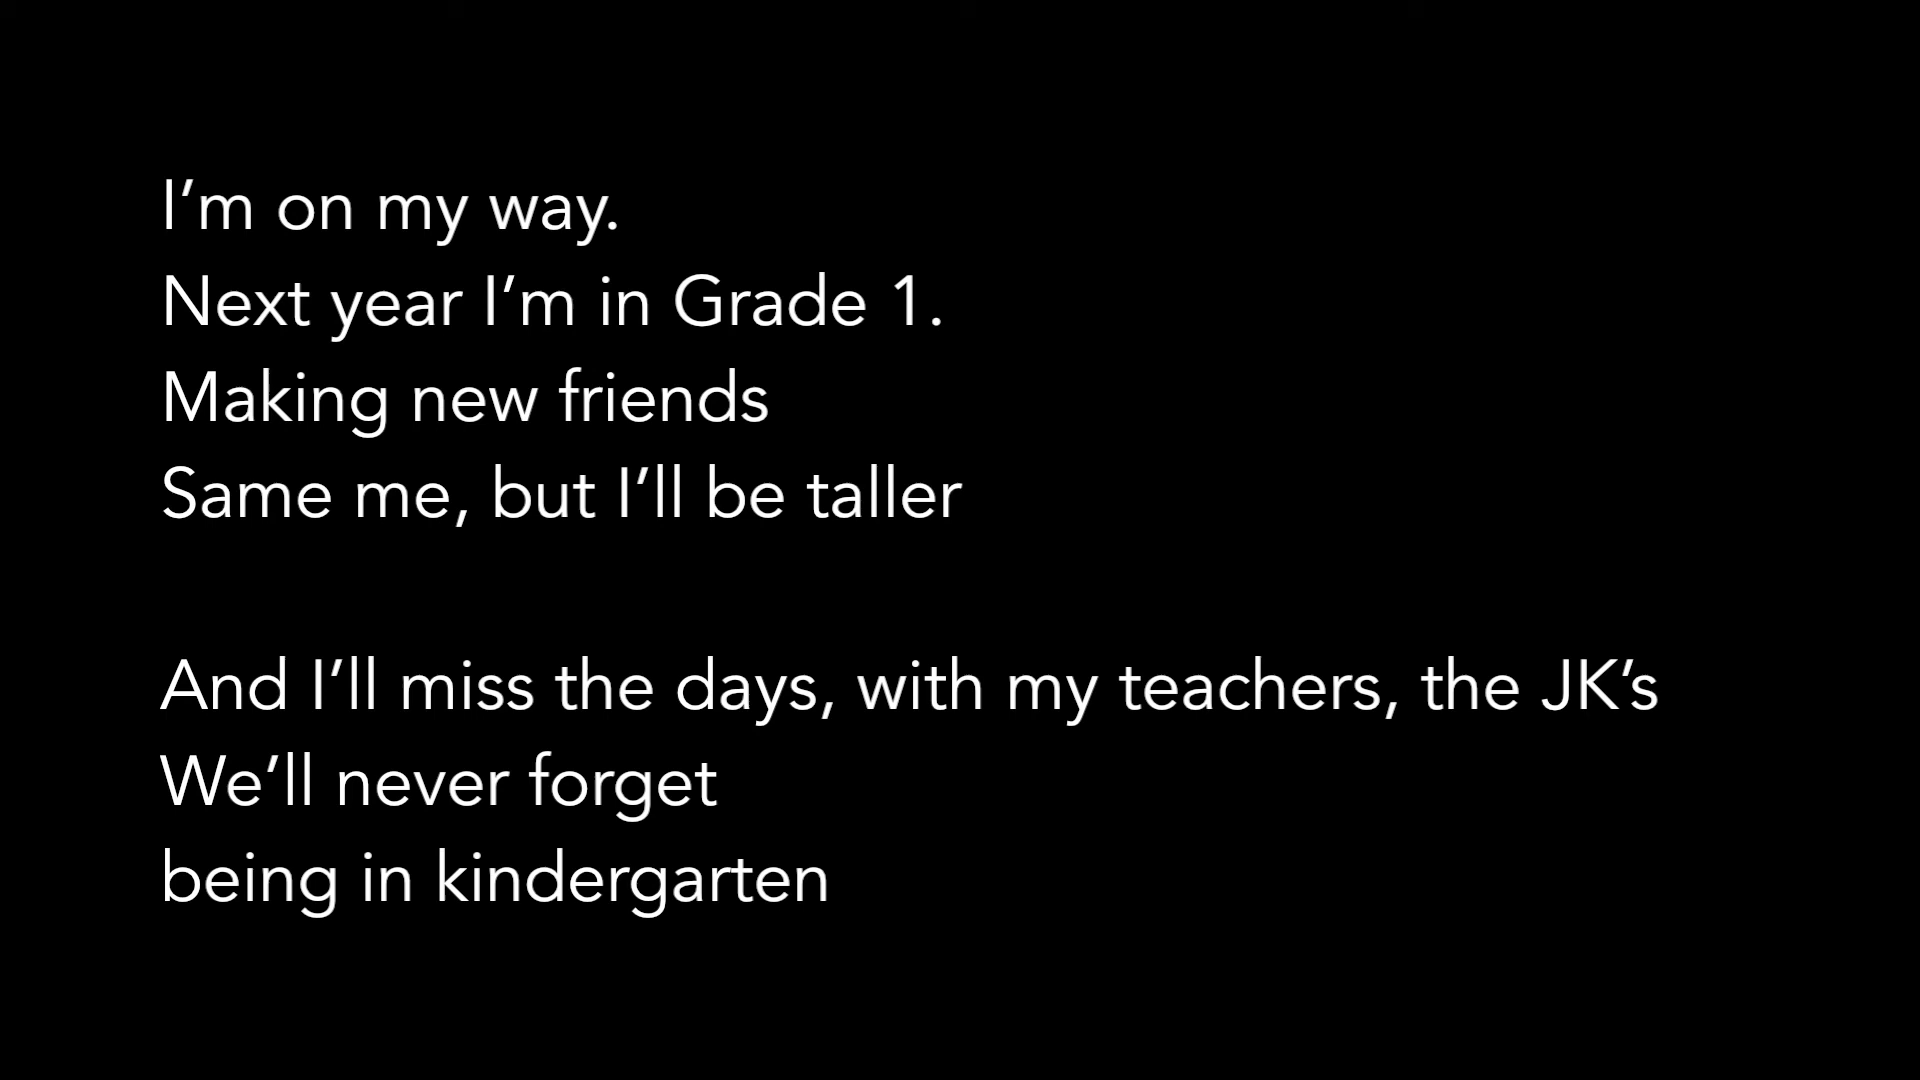 I’m on my way.
Next year I’m in Grade 1.
Making new friends
Same me, but I’ll be taller
And I’ll miss the days, with my teachers, the JK’s
We’ll never forget
being in kindergarten